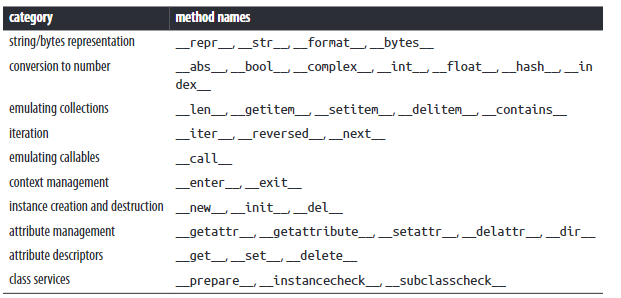 category method names
string/bytes representation __repr__, __str__, __format__, __bytes__
conversion to number __abs__, __bool__, __complex__, __int__, __float__, __hash__, __in
dex__
emulating collections __len__, __getitem__, __setitem__, __delitem__, __contains__
iteration __iter__, __reversed__, __next__
emulating callables __call__
context management __enter__, __exit__
instance creation and destruction __new__, __init__, __del__
attribute management __getattr__, __getattribute__, __setattr__, __delattr__, __dir__
attribute descriptors __get__, __set__, __delete__
class services __prepare__, __instancecheck__, __subclasscheck__